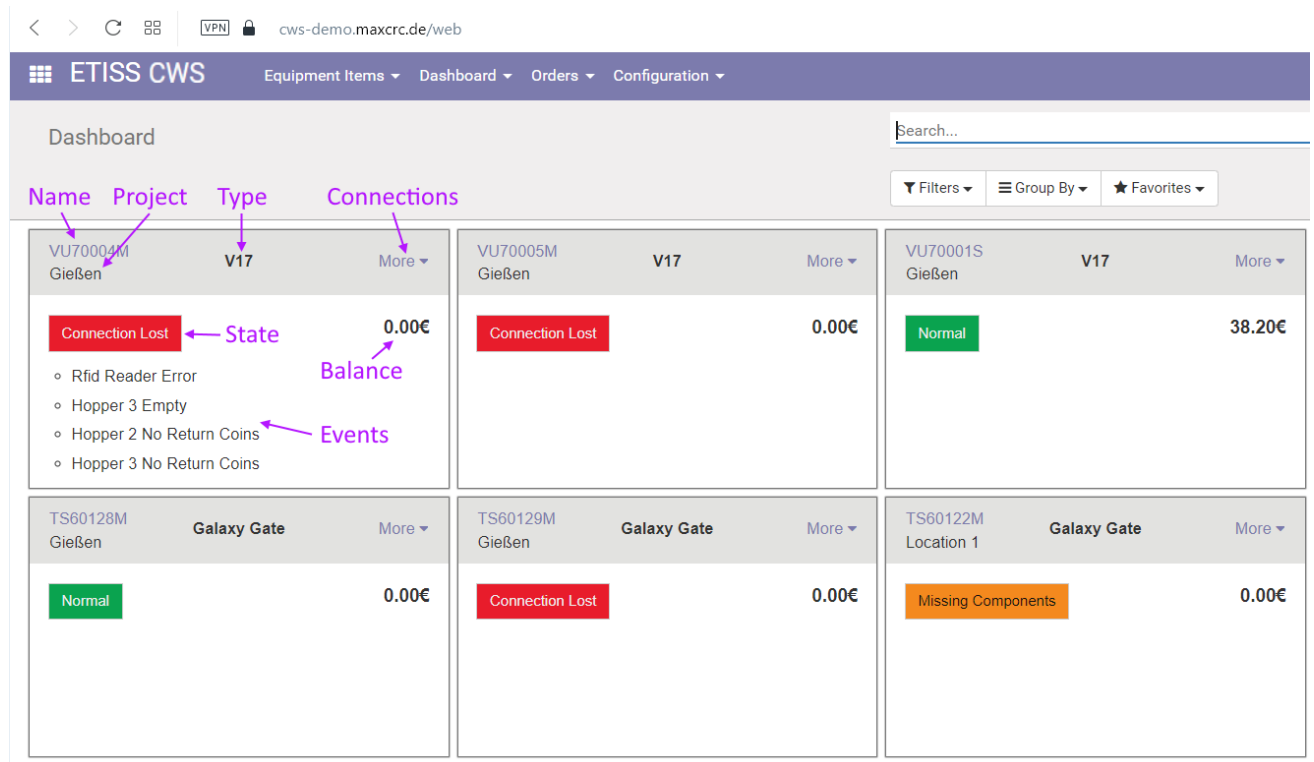 VPN cws-demo.maxcrc.de/web
ETISS CWS Equipment Items Dashboard Orders Configuration
Dashboard
Search...
Filters Group By Favorites
Name Project Type Connections
VU70004M
Gießen
V17
More
Connection Lost
State
0.00€
Balance
Rfid Reader Error
Hopper 3 Empty
Hopper 2 No Return Coins
Events
Hopper 3 No Return Coins
VU70005M
Gießen
V17
More
Connection Lost
0.00€
VU70001S
Gießen
V17
More
Normal
38.20€
TS60128M
Gießen
Galaxy Gate
More
Normal
0.00€
TS60129M
Gießen
Galaxy Gate
More
Connection Lost
0.00€
TS60122M
Location 1
Galaxy Gate
More
Missing Components
0.00€